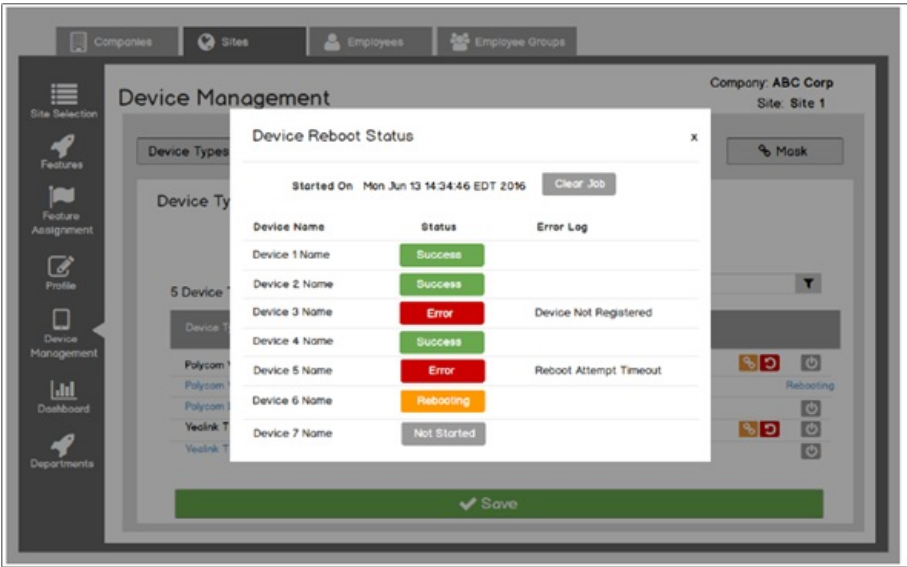 Companies Sites Employees Employee Groups
Company: ABC Corp
Site: Site 1
Site Selection
Features
Feature Assignment
Profile
Device Management
Dashboard
Departments
Device Management
Device Types
Mask
Device Ty
5 Device
Device T
Polycom
Polycom
Rebooting
Polycom
Yealink T
Yealink T
Save
Device Reboot Status x
Started On Mon Jun 13 14:34:46 EDT 2016 Clear Job
Device Name Status Error Log
Device 1 Name Success
Device 2 Name Success
Device 3 Name Error Device Not Registered
Device 4 Name Success
Device 5 Name Error Reboot Attempt Timeout
Device 6 Name Rebooting
Device 7 Name Not Started